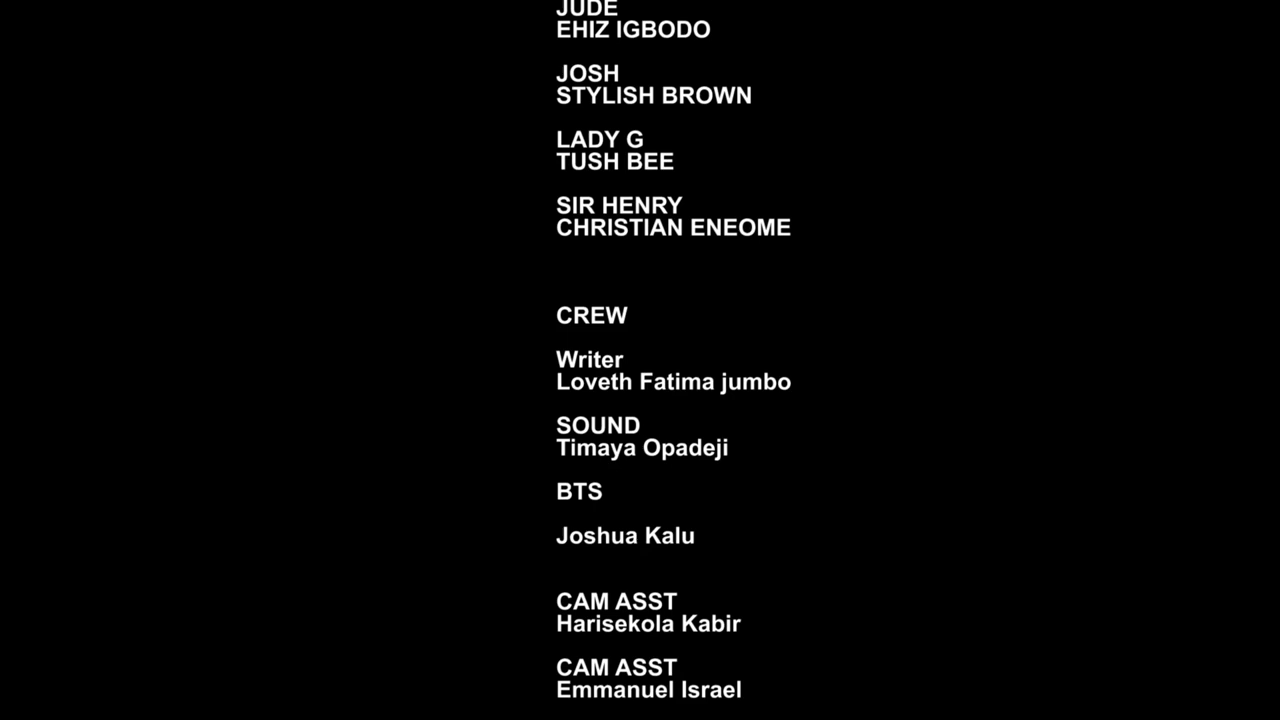 JUDE
EHIZ IGBODO
JOSH
STYLISH BROWN
LADY G
TUSH BEE
SIR HENRY
CHRISTIAN ENEOME
CREW
Writer
Loveth Fatima jumbo
SOUND
Timaya Opadeji
BTS
Joshua Kalu
CAM ASST
Harisekola Kabir
CAM ASST
Emmanuel Israel